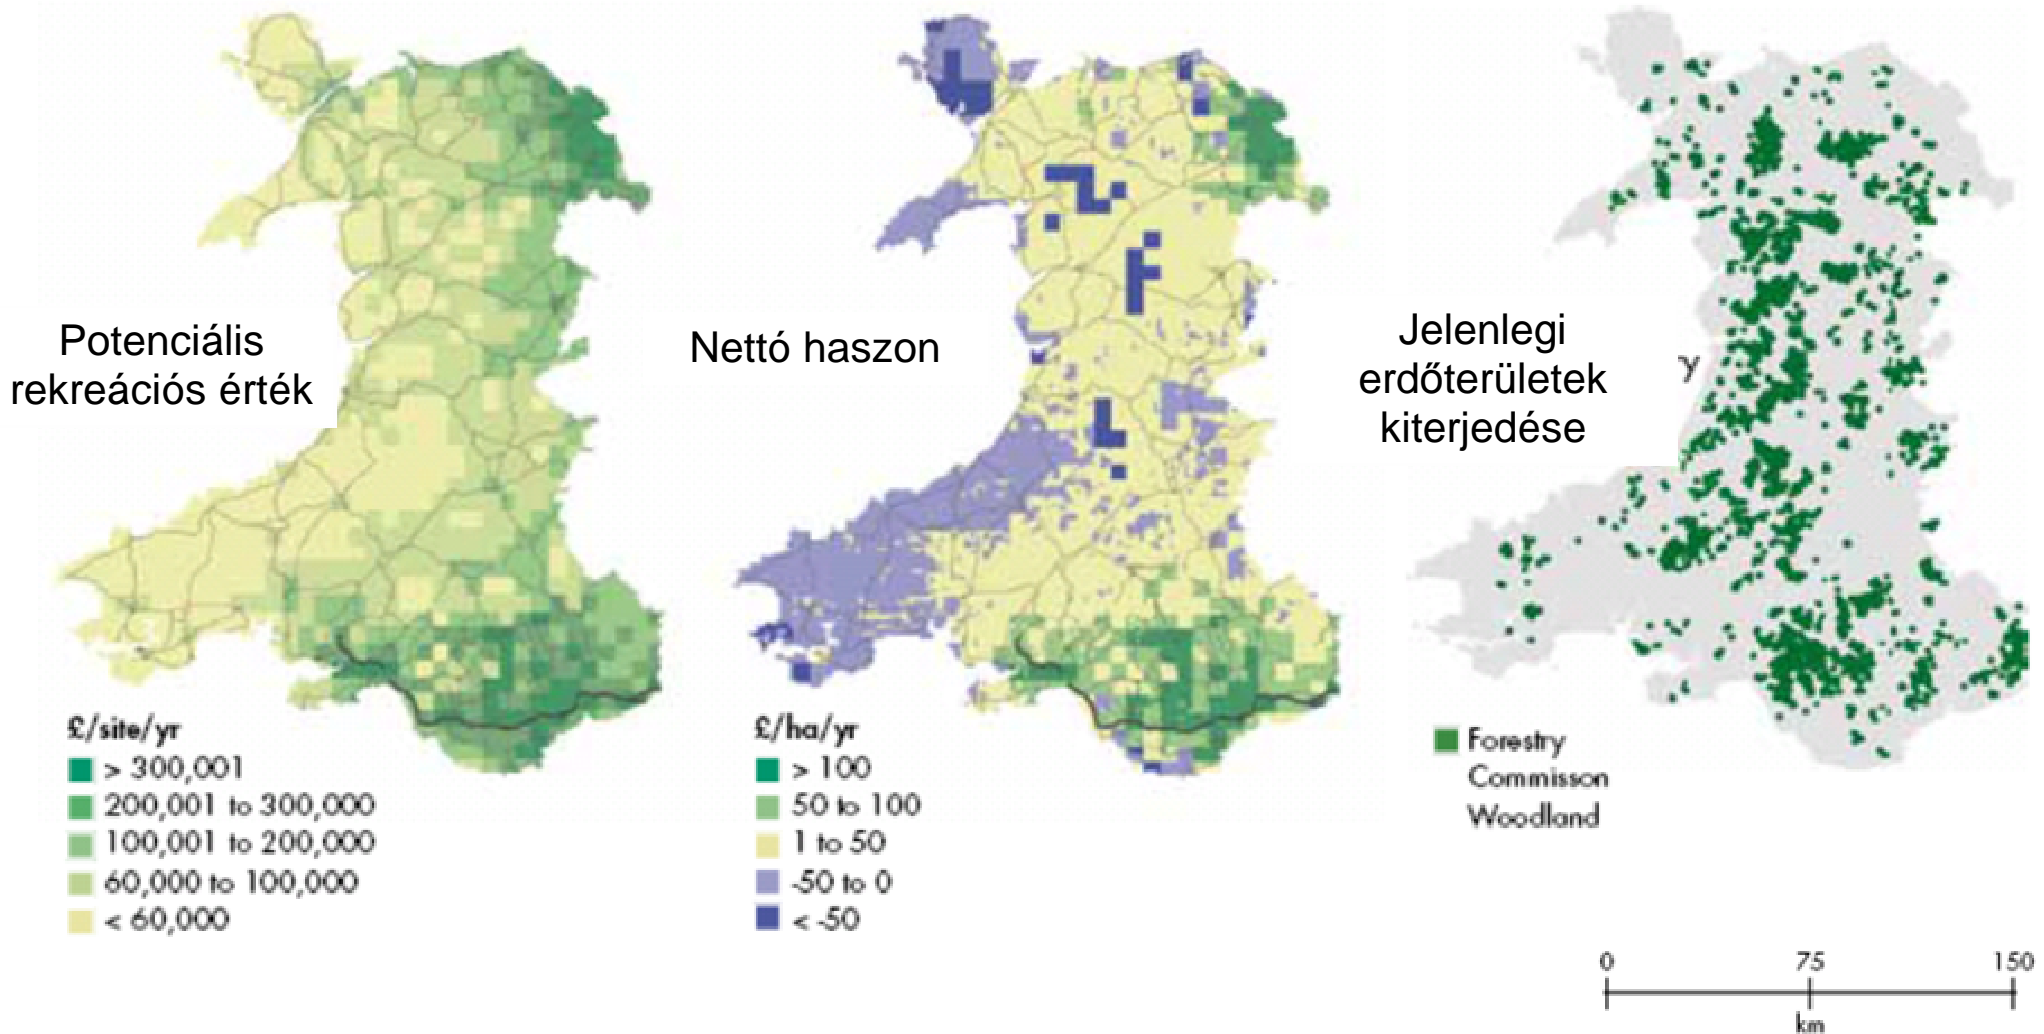 Potenciális
rekreációs érték
£/site/yr
> 300,001
200,001 to 300,000
100,001 to 200,000
60,000 to 100,000
< 60,000
Nettó haszon
£/ha/yr
> 100
50 to 100
1 to 50
-50 to 0
< -50
Jelenlegi
erdőterületek
kiterjedése
y
Forestry
Commisson
Woodland
0 75 150
km